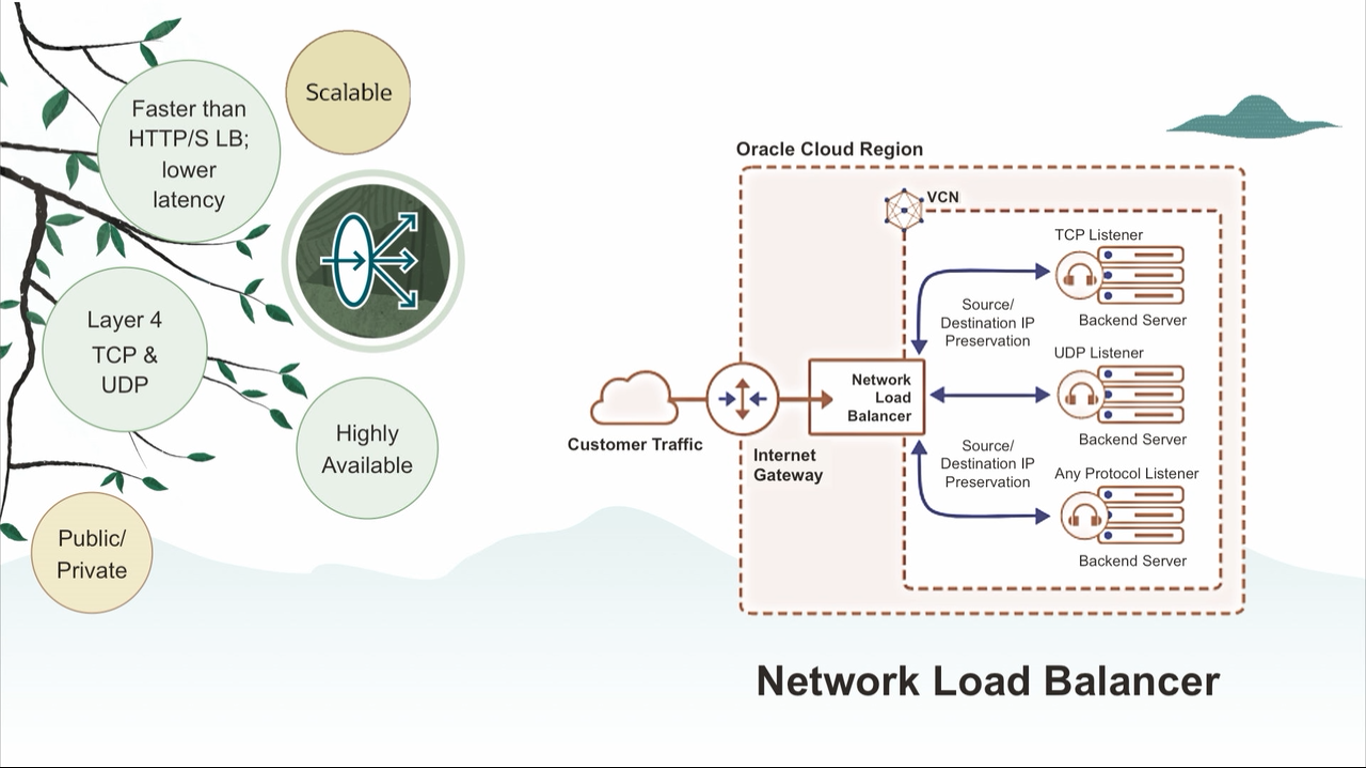 Faster than
HTTP/S LB;
lower
latency
Scalable
Layer 4
TCP &
UDP
Highly
Available
Public/
Private
Oracle Cloud Region
VCN
TCP Listener
Backend Server
Source/
Destination IP
Preservation
UDP Listener
Backend Server
Network
Load
Balancer
Customer Traffic
Internet
Gateway
Source/
Destination IP
Preservation
Any Protocol Listener
Backend Server
Network Load Balancer